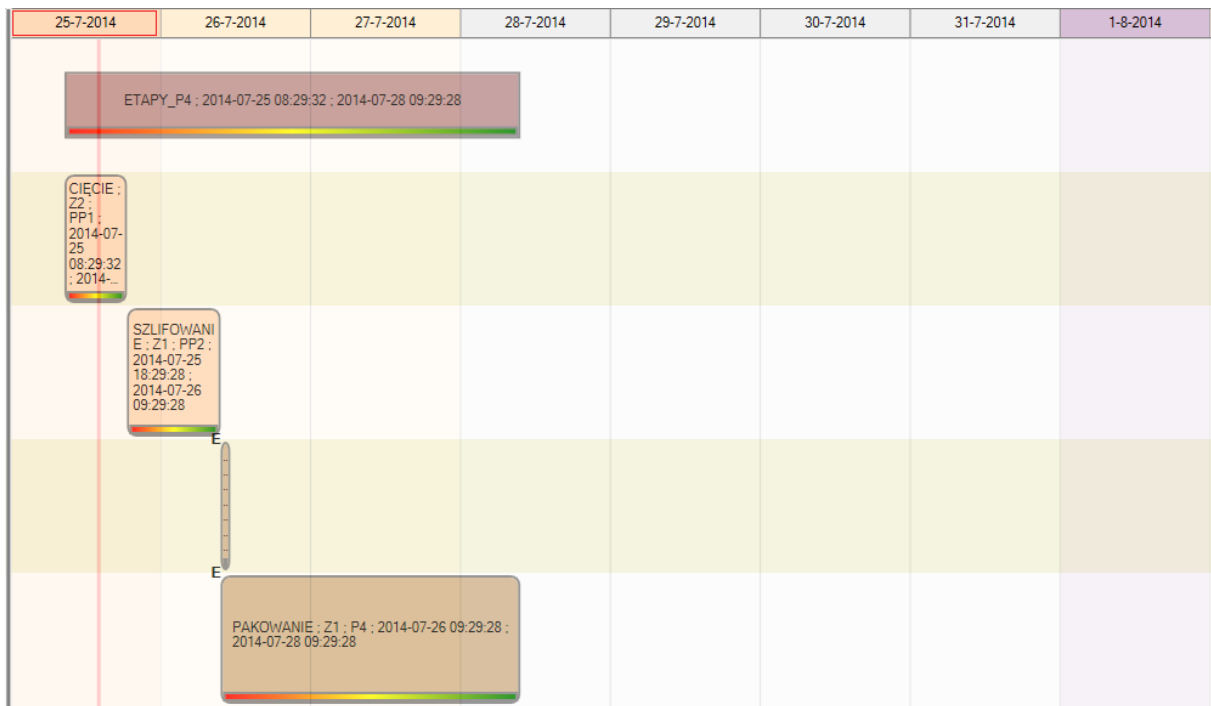 25-7-2014
26-7-2014
27-7-2014
28-7-2014
29-7-2014
30-7-2014
31-7-2014
1-8-2014
ETAPY_P4 ; 2014-07-25 08:29:32 ; 2014-07-28 09:29:28
CIĘCIE ;
Z2 ;
PP1 ;
2014-07-
25
08:29:32
; 2014-...
SZLIFOWANI
E ; Z1 ; PP2 ;
2014-07-25
18:29:28 ;
2014-07-26
09:29:28
E
...
...
...
...
...
...
...
E
PAKOWANIE ; Z1 ; P4 ; 2014-07-26 09:29:28 ;
2014-07-28 09:29:28